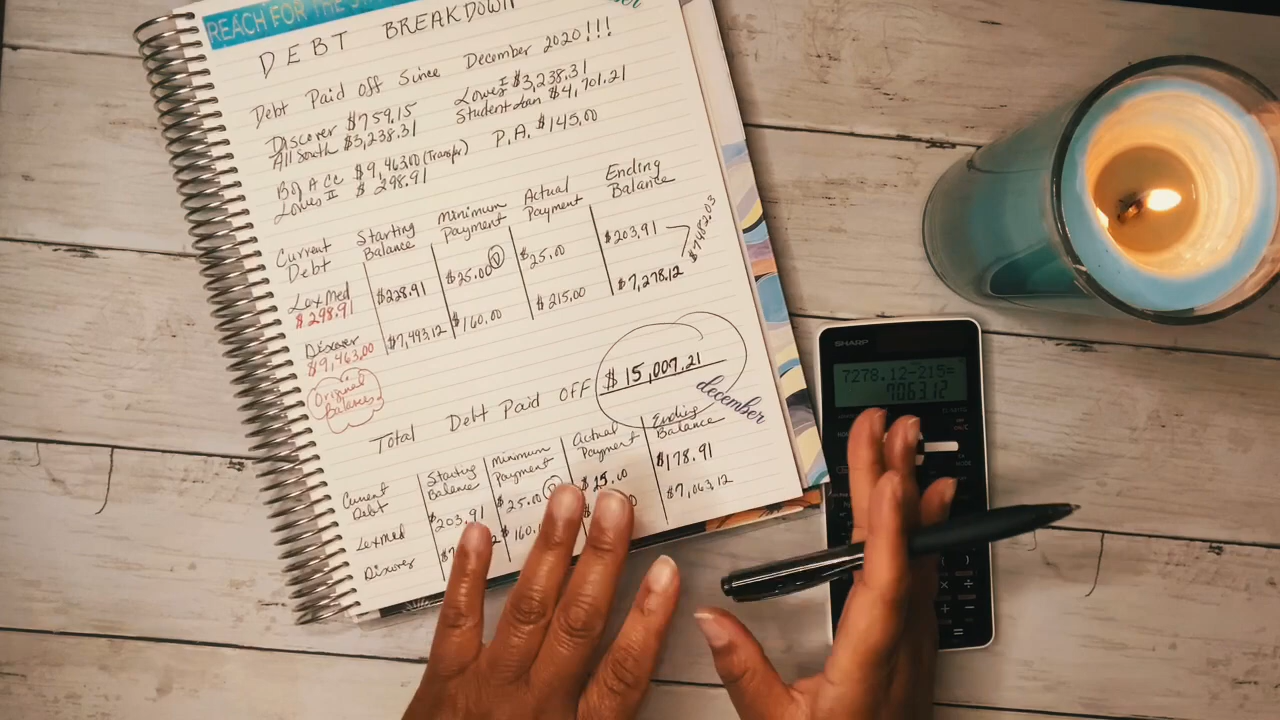 REACH FOR THE
DEBT BREAKDOWN
Debt Paid off Since December 2020!!!
Discover $759.15 Lowes I $3,238.31
All South $3,238.31 Student Loan $4,701.21
B of A CC $9,463.00 (Transfer) P.A. $145.00
Lowes II $ 298.91
Current Debt Starting Balance Minimum Payment Actual Payment Ending Balance
LexMed $228.91 $25.00 $25.00 $203.91
$298.91
Discover $7,493.12 $160.00 $215.00 $7,278.12
$9,463.00
Original Balances
Total Debt Paid OFF $15,007.21
december
Current Debt Starting Balance Minimum Payment Actual Payment Ending Balance
LexMed $203.91 $25.00 $25.00 $178.91
Discover $7 $160. $7,063.12
SHARP
7278.12-215=
7063.12